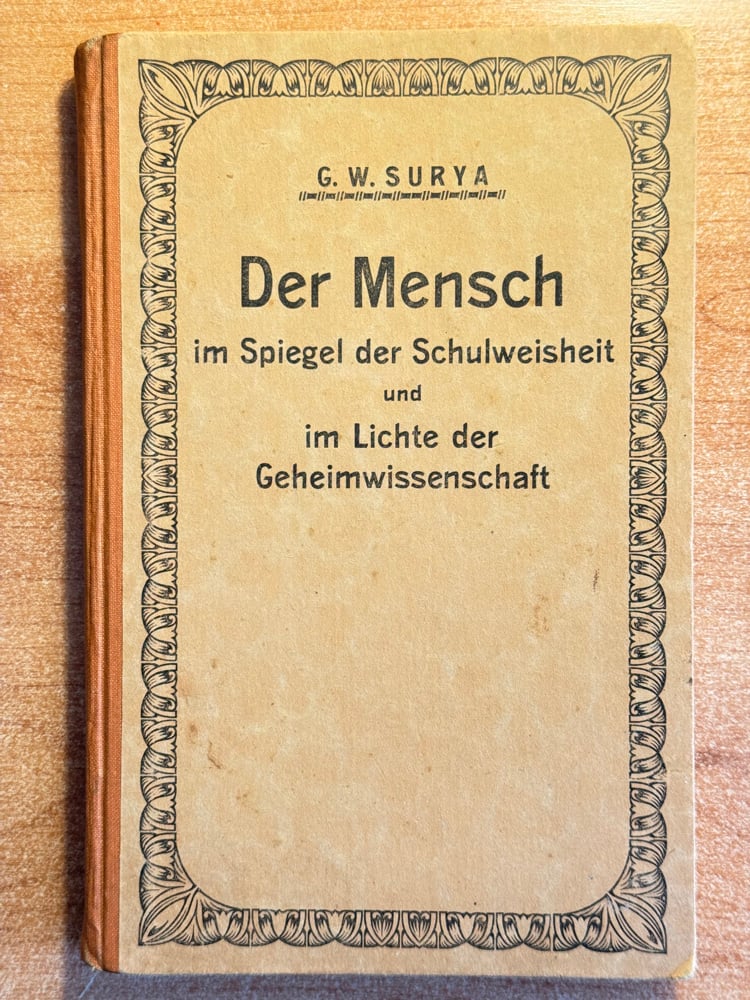 G. W. SURYA
Der Mensch
im Spiegel der Schulweisheit
und
im Lichte der
Geheimwissenschaft